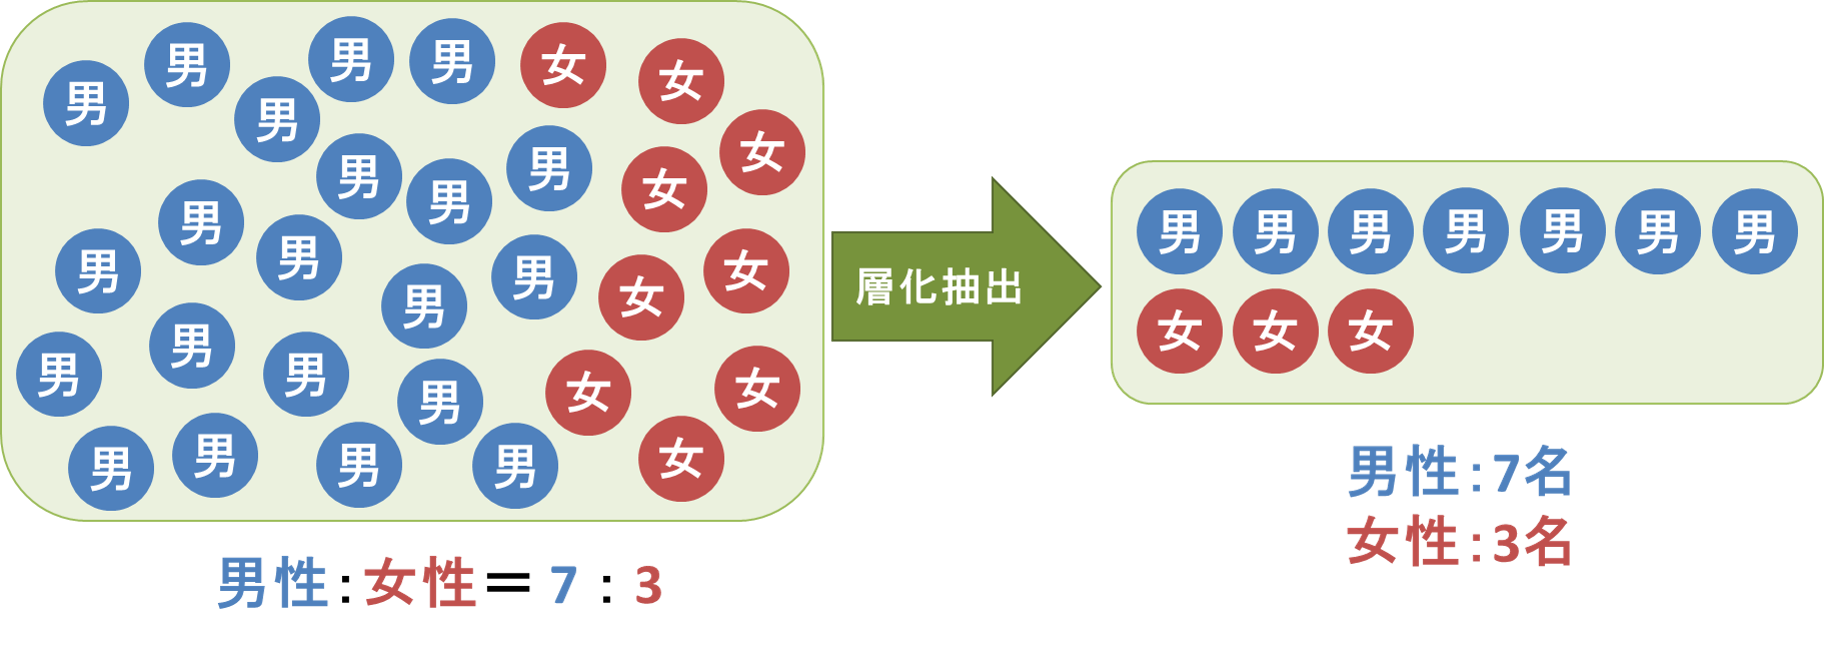 男 男 男 男 男 女 女
男 男 男 男 女 女
男 男 男 男 男 女 女
男 男 男 男 男 女 女
男 男 男 男 女
男性:女性=7:3
層化抽出
男 男 男 男 男 男 男
女 女 女
男性:7名
女性:3名